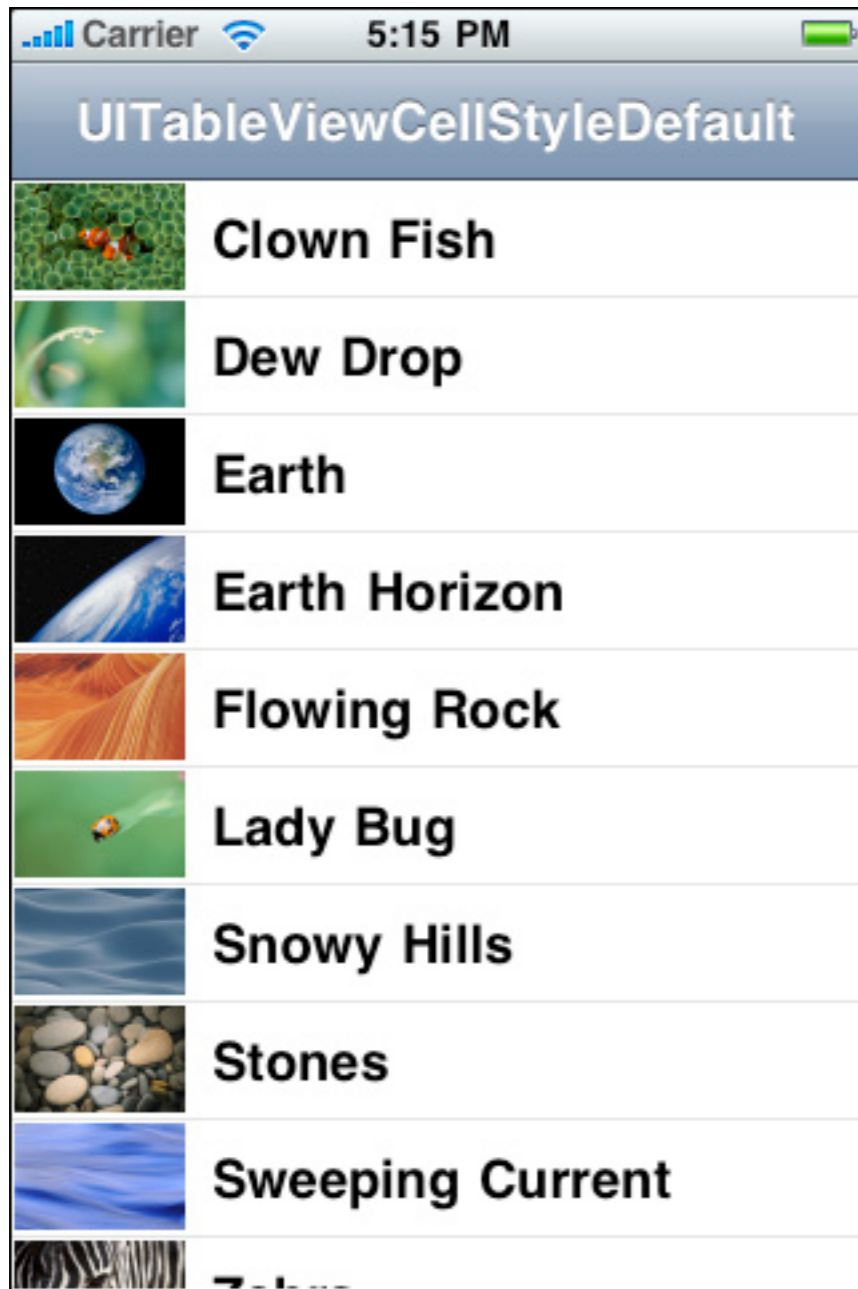 Carrier 5:15 PM
UITableViewCellStyleDefault
Clown Fish
Dew Drop
Earth
Earth Horizon
Flowing Rock
Lady Bug
Snowy Hills
Stones
Sweeping Current
Zebra